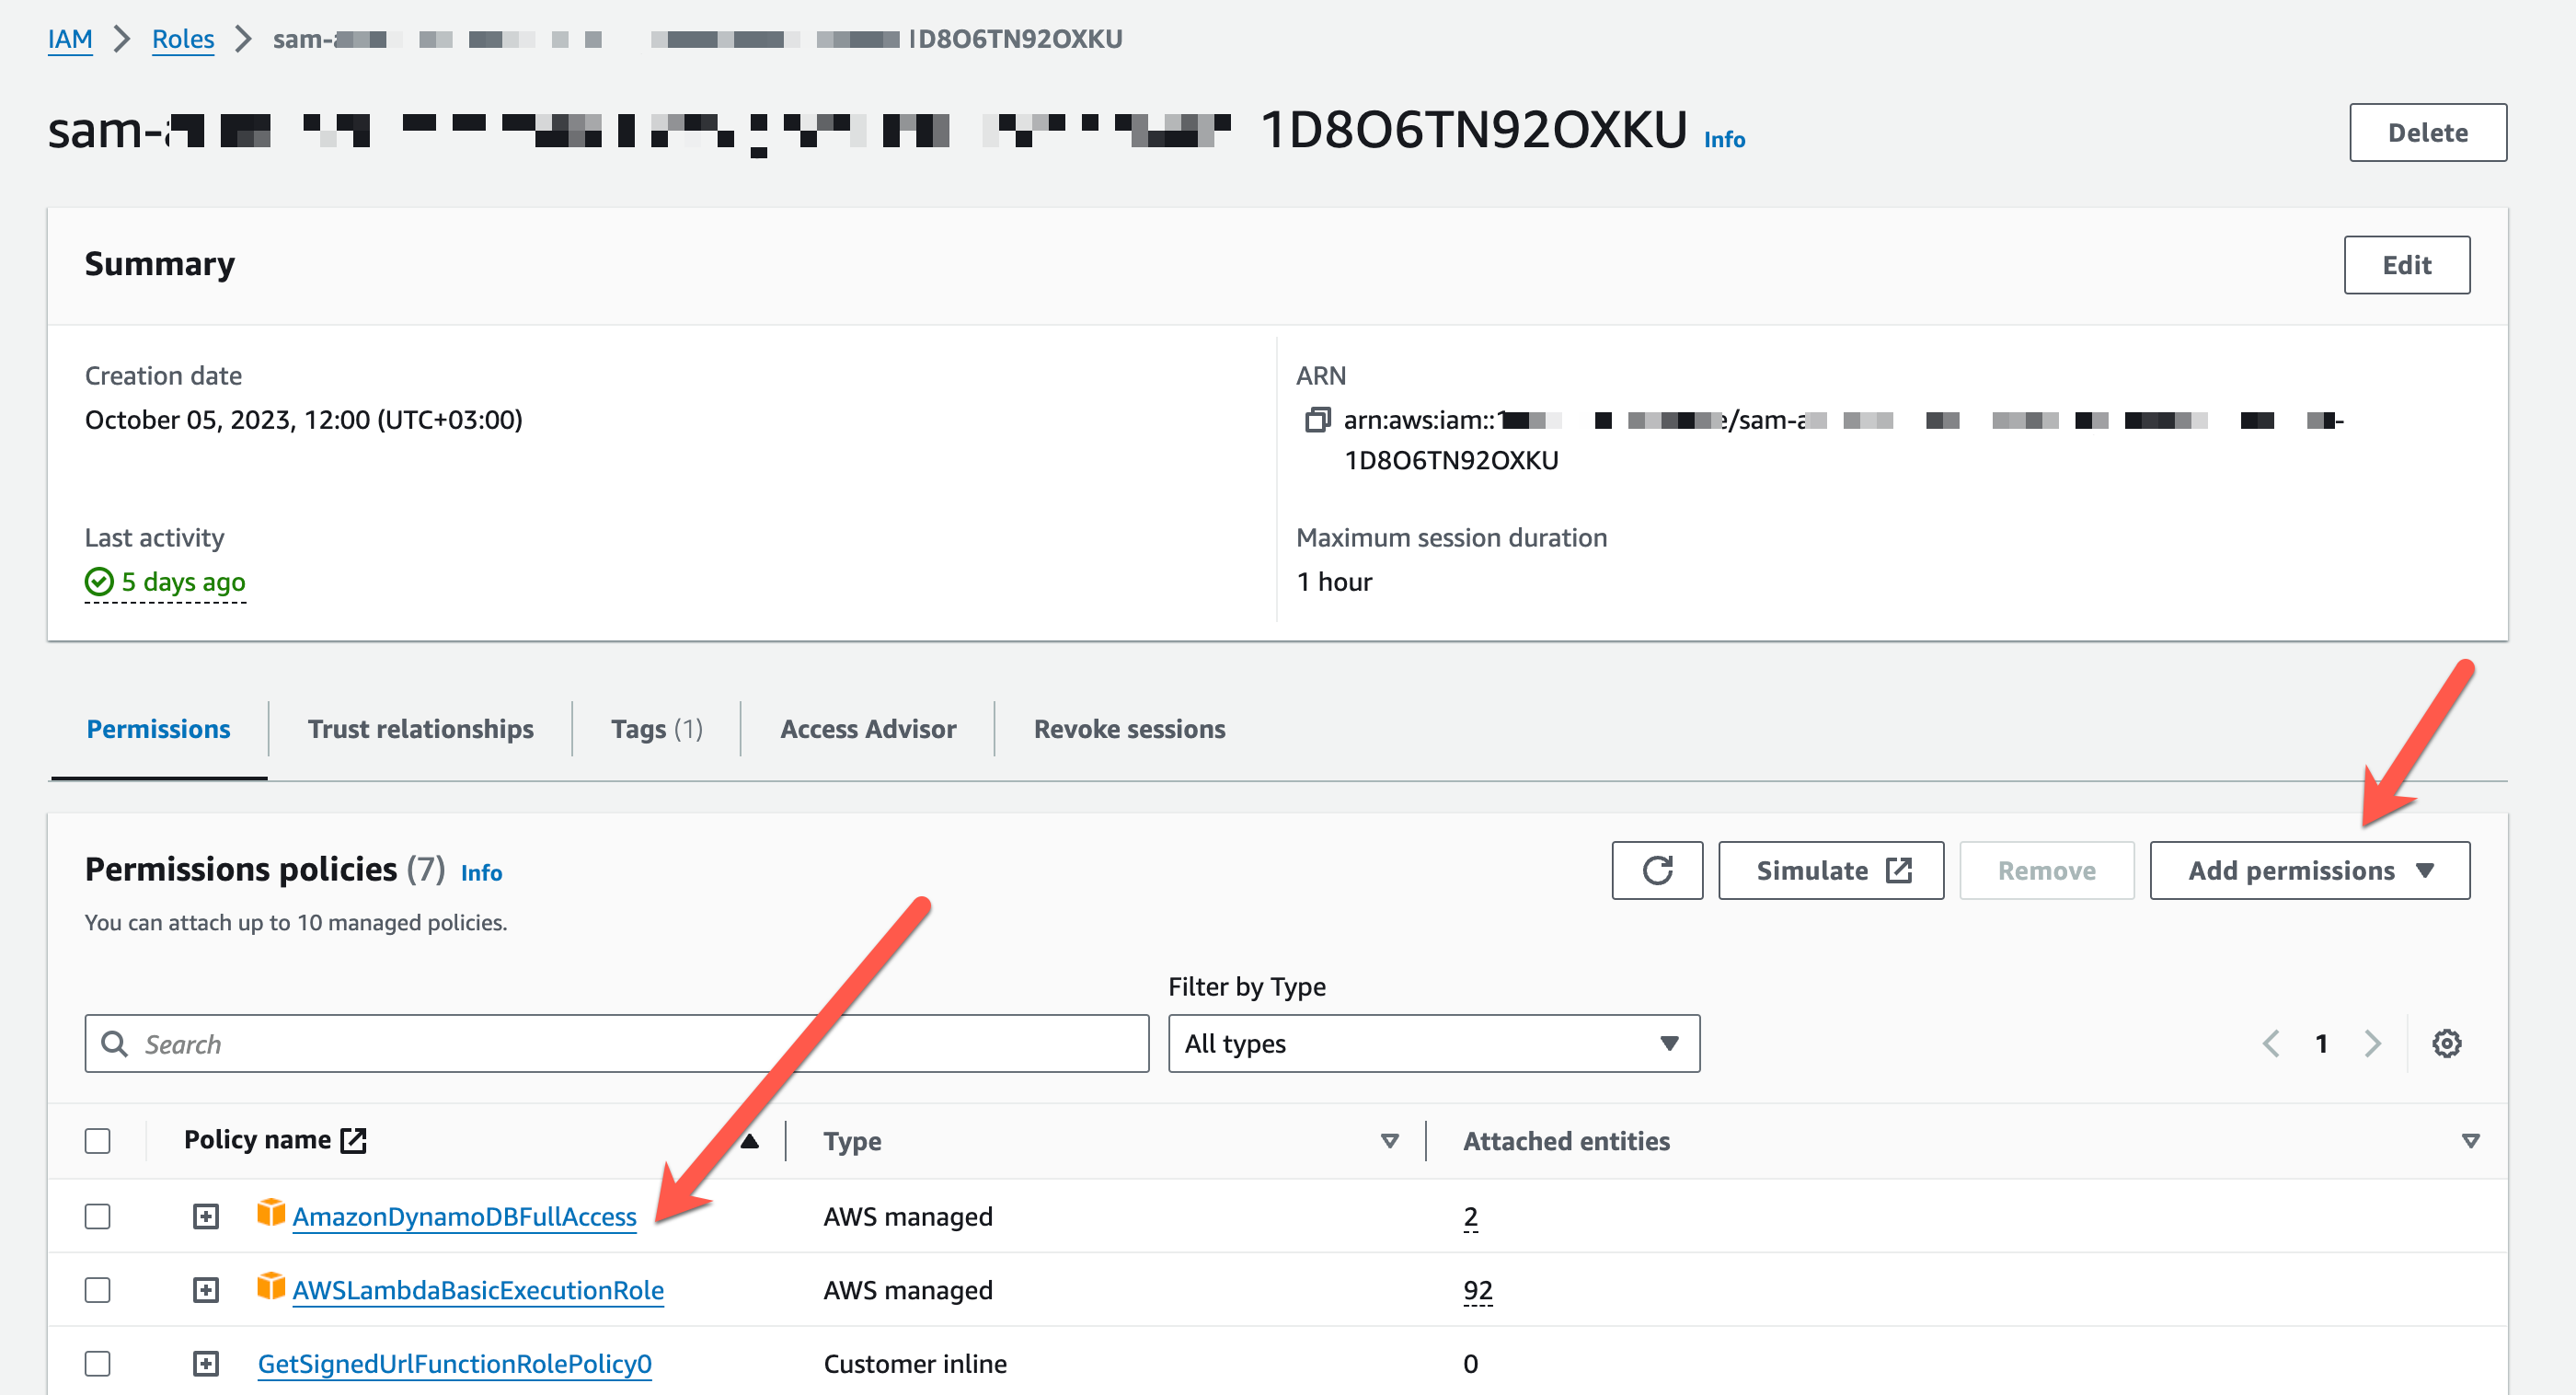 IAM > Roles > sam- 1D8O6TN92OXKU
sam- 1D8O6TN92OXKU Info
Delete
Summary
Edit
Creation date
October 05, 2023, 12:00 (UTC+03:00)
ARN
arn:aws:iam:: /sam-
1D8O6TN92OXKU
Last activity
5 days ago
Maximum session duration
1 hour
Permissions
Trust relationships
Tags (1)
Access Advisor
Revoke sessions
Permissions policies (7) Info
You can attach up to 10 managed policies.
Simulate
Remove
Add permissions
Filter by Type
Search
All types
1
Policy name
Type
Attached entities
AmazonDynamoDBFullAccess AWS managed 2
AWSLambdaBasicExecutionRole AWS managed 92
GetSignedUrlFunctionRolePolicy0 Customer inline 0